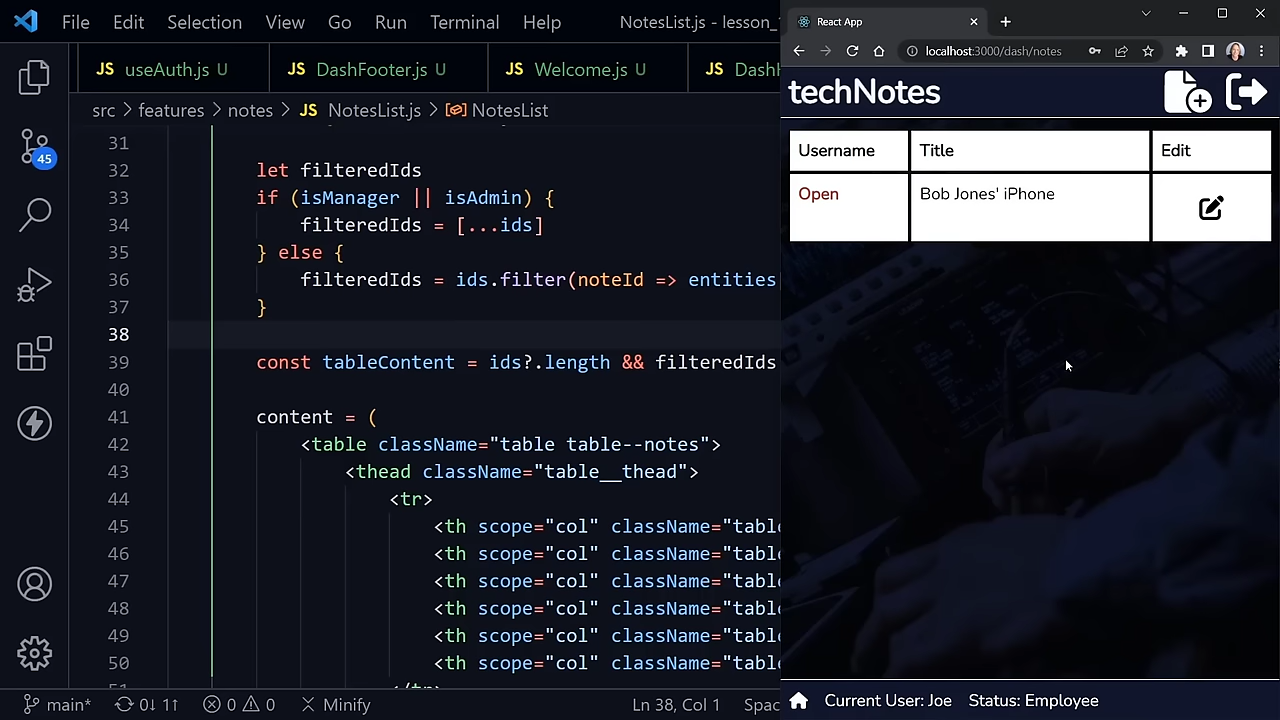 File Edit Selection View Go Run Terminal Help NotesList.js - lesson_
JS useAuth.js U JS DashFooter.js U JS Welcome.js U JS Dash
src > features > notes > JS NotesList.js > NotesList
31
32 let filteredIds
33 if (isManager || isAdmin) {
34 filteredIds = [...ids]
35 } else {
36 filteredIds = ids.filter(noteId => entities
37 }
38
39 const tableContent = ids?.length && filteredIds
40
41 content = (
42 <table className="table table--notes">
43 <thead className="table__thead">
44 <tr>
45 <th scope="col" className="table
46 <th scope="col" className="table
47 <th scope="col" className="table
48 <th scope="col" className="table
49 <th scope="col" className="table
50 <th scope="col" className="table
45
main* 0↓ 1↑ 0 0 Minify Ln 38, Col 1 Spac
React App
localhost:3000/dash/notes
techNotes
Username Title Edit
Open Bob Jones' iPhone
Current User: Joe Status: Employee